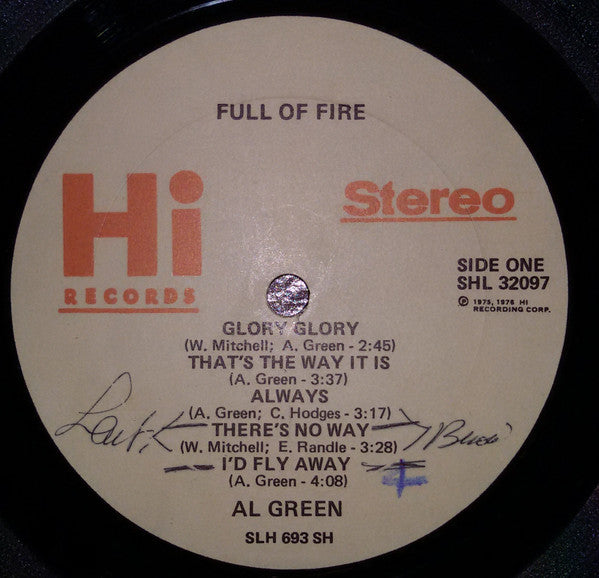 FULL OF FIRE
Hi
RECORDS
Stereo
SIDE ONE
SHL 32097
℗ 1975, 1976 HI
RECORDING CORP.
GLORY GLORY
(W. Mitchell; A. Green - 2:45)
THAT'S THE WAY IT IS
(A. Green - 3:37)
ALWAYS
(A. Green; C. Hodges - 3:17)
THERE'S NO WAY
(W. Mitchell; E. Randle - 3:28)
I'D FLY AWAY
(A. Green - 4:08)
AL GREEN
SLH 693 SH